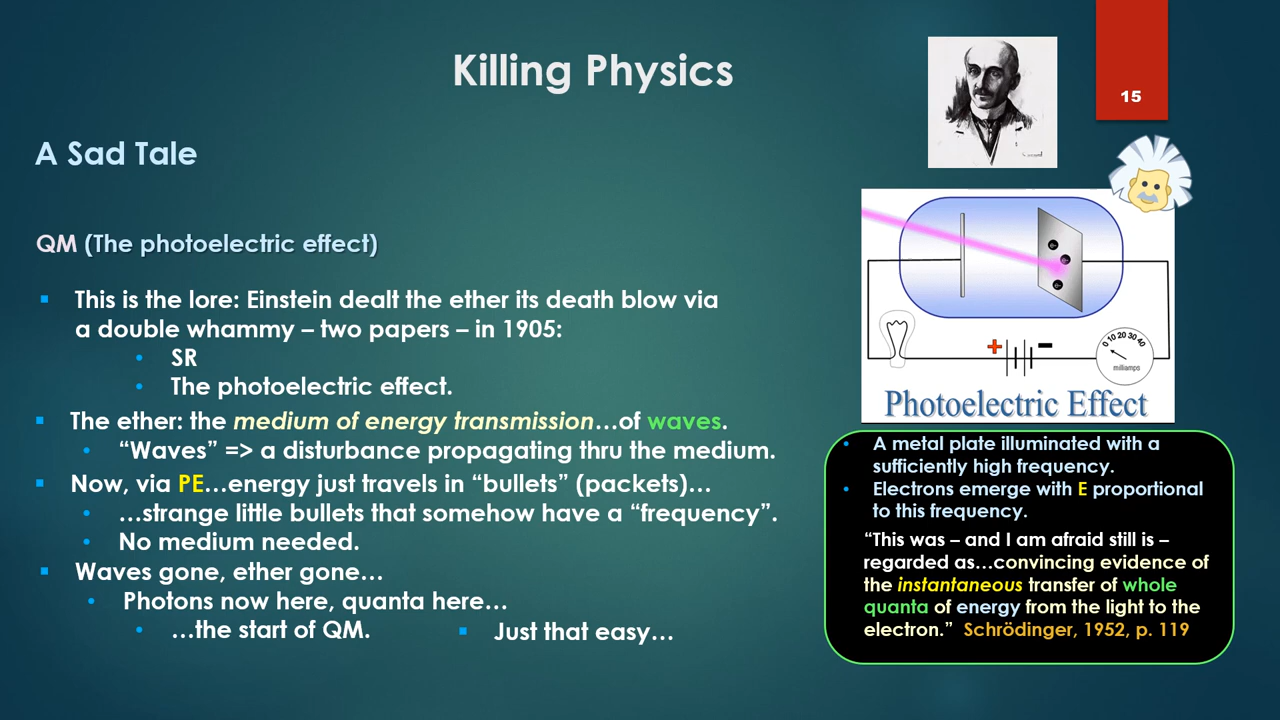 Killing Physics
15
A Sad Tale
QM (The photoelectric effect)
▪ This is the lore: Einstein dealt the ether its death blow via
a double whammy – two papers – in 1905:
• SR
• The photoelectric effect.
▪ The ether: the medium of energy transmission…of waves.
• “Waves” => a disturbance propagating thru the medium.
▪ Now, via PE…energy just travels in “bullets” (packets)…
• …strange little bullets that somehow have a “frequency”.
• No medium needed.
▪ Waves gone, ether gone…
• Photons now here, quanta here…
• …the start of QM.
▪ Just that easy…
+
0 10 20 30 40
milliamps
Photoelectric Effect
• A metal plate illuminated with a
sufficiently high frequency.
• Electrons emerge with E proportional
to this frequency.
“This was – and I am afraid still is –
regarded as…convincing evidence of
the instantaneous transfer of whole
quanta of energy from the light to the
electron.” Schrödinger, 1952, p. 119